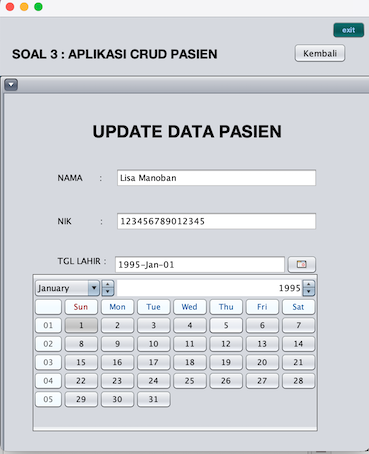 exit
SOAL 3 : APLIKASI CRUD PASIEN
Kembali
UPDATE DATA PASIEN
NAMA : Lisa Manoban
NIK : 123456789012345
TGL LAHIR : 1995-Jan-01
January 1995
Sun Mon Tue Wed Thu Fri Sat
01 1 2 3 4 5 6 7
02 8 9 10 11 12 13 14
03 15 16 17 18 19 20 21
04 22 23 24 25 26 27 28
05 29 30 31